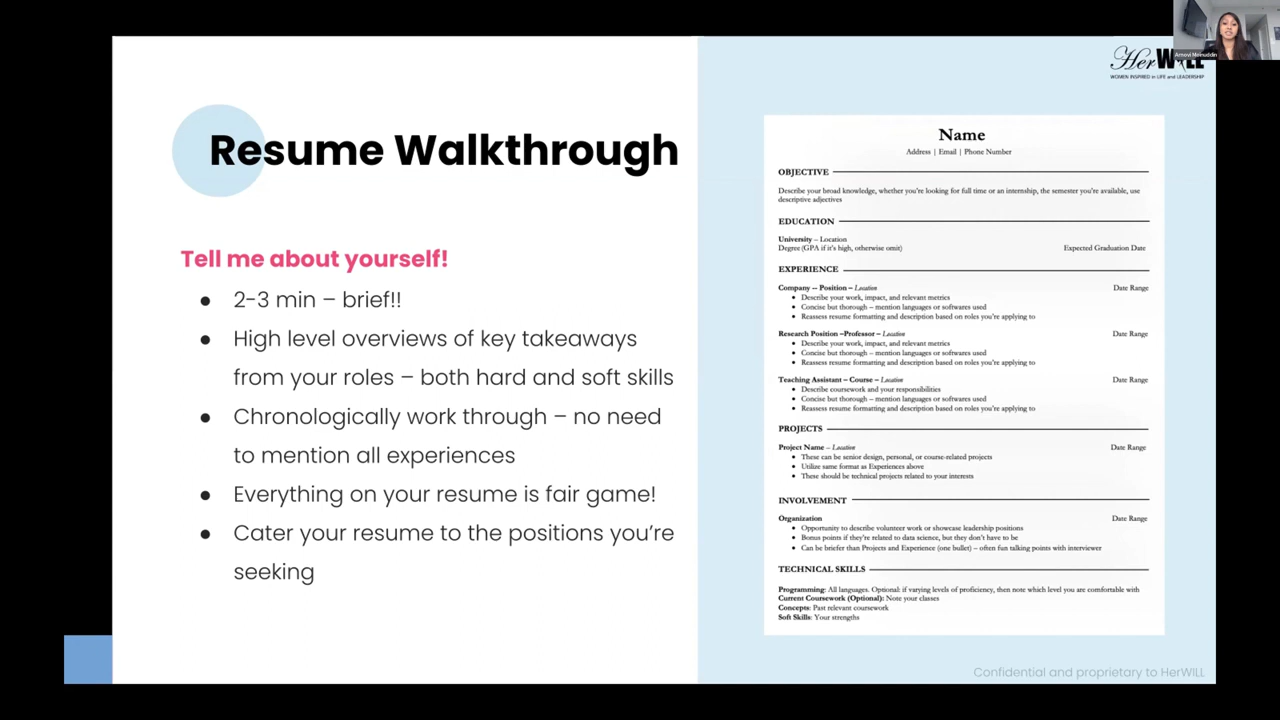 Resume Walkthrough
Tell me about yourself!
● 2-3 min – brief!!
● High level overviews of key takeaways
from your roles – both hard and soft skills
● Chronologically work through – no need
to mention all experiences
● Everything on your resume is fair game!
● Cater your resume to the positions you're
seeking
HerWILL
WOMEN INSPIRED in LIFE and LEADERSHIP
Name
Address | Email | Phone Number
OBJECTIVE
Describe your broad knowledge, whether you're looking for full time or an internship, the semester you're available, use
descriptive adjectives
EDUCATION
University – Location
Degree (GPA if it's high, otherwise omit) Expected Graduation Date
EXPERIENCE
Company -- Position – Location Date Range
• Describe your work, impact, and relevant metrics
• Concise but thorough – mention languages or softwares used
• Reassess resume formatting and description based on roles you're applying to
Research Position –Professor – Location Date Range
• Describe your work, impact, and relevant metrics
• Concise but thorough – mention languages or softwares used
• Reassess resume formatting and description based on roles you're applying to
Teaching Assistant – Course – Location Date Range
• Describe coursework and your responsibilities
• Concise but thorough – mention languages or softwares used
• Reassess resume formatting and description based on roles you're applying to
PROJECTS
Project Name – Location Date Range
• These can be senior design, personal, or course-related projects
• Utilize same format as Experiences above
• These should be technical projects related to your interests
INVOLVEMENT
Organization Date Range
• Opportunity to describe volunteer work or showcase leadership positions
• Bonus points if they're related to data science, but they don't have to be
• Can be briefer than Projects and Experience (one bullet) – often fun talking points with interviewer
TECHNICAL SKILLS
Programming: All languages. Optional: if varying levels of proficiency, then note which level you are comfortable with
Current Coursework (Optional): Note your classes
Concepts: Past relevant coursework
Soft Skills: Your strengths
Confidential and proprietary to HerWILL